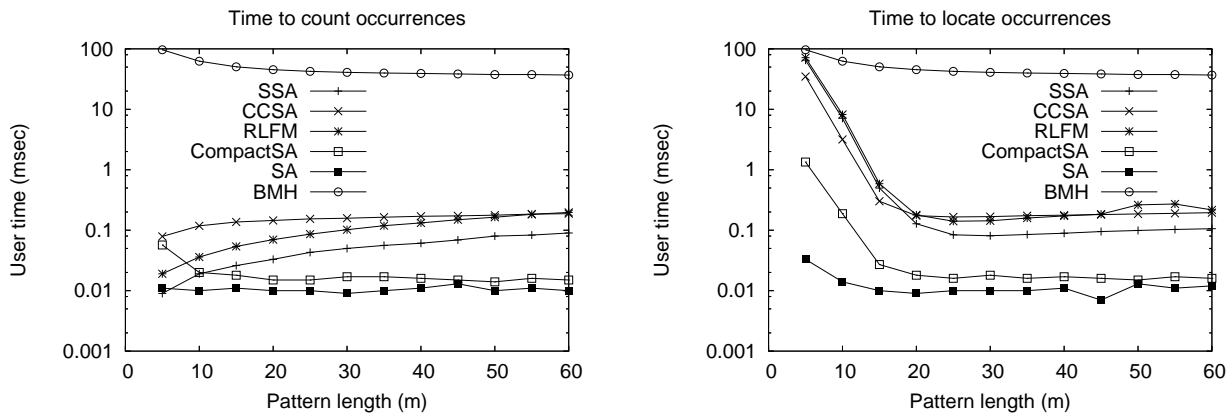 Time to count occurrences
100
10
1
0.1
0.01
0.001
0 10 20 30 40 50 60
User time (msec)
Pattern length (m)
SSA
CCSA
RLFM
CompactSA
SA
BMH
Time to locate occurrences
100
10
1
0.1
0.01
0.001
0 10 20 30 40 50 60
User time (msec)
Pattern length (m)
SSA
CCSA
RLFM
CompactSA
SA
BMH